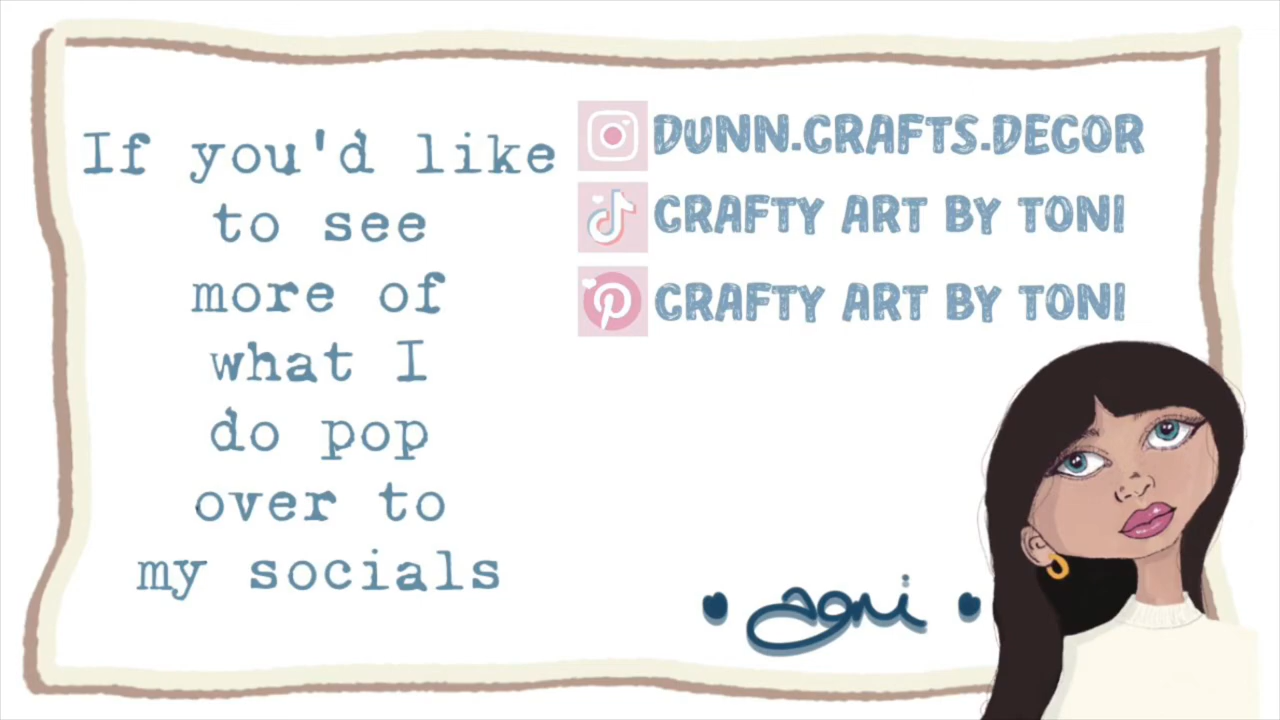 If you'd like
to see
more of
what I
do pop
over to
my socials
DUNN.CRAFTS.DECOR
CRAFTY ART BY TONI
CRAFTY ART BY TONI